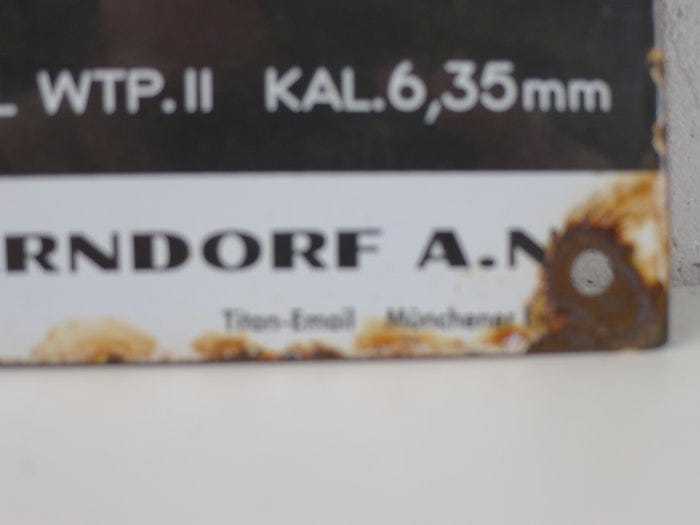 L WTP.II KAL.6,35mm
RNDORF A.N
Titan-Email Münchener